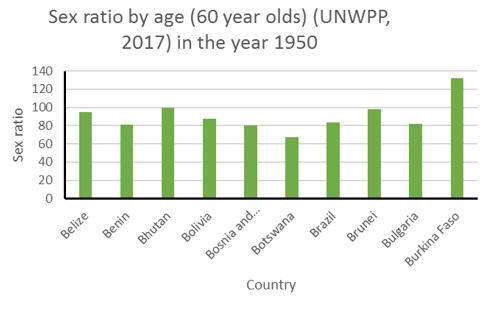 Sex ratio by age (60 year olds) (UNWPP,
2017) in the year 1950
140
120
100
80
60
40
20
0
Sex ratio
Belize
Benin
Bhutan
Bolivia
Bosnia and...
Botswana
Brazil
Brunei
Bulgaria
Burkina Faso
Country